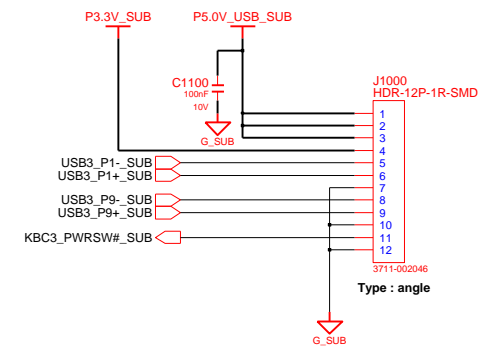 P3.3V_SUB P5.0V_USB_SUB
C1100
100nF
10V
G_SUB
J1000
HDR-12P-1R-SMD
1
2
3
4
USB3_P1-_SUB 5
USB3_P1+_SUB 6
7
USB3_P9-_SUB 8
USB3_P9+_SUB 9
10
KBC3_PWRSW#_SUB 11
12
3711-002046
Type : angle
G_SUB